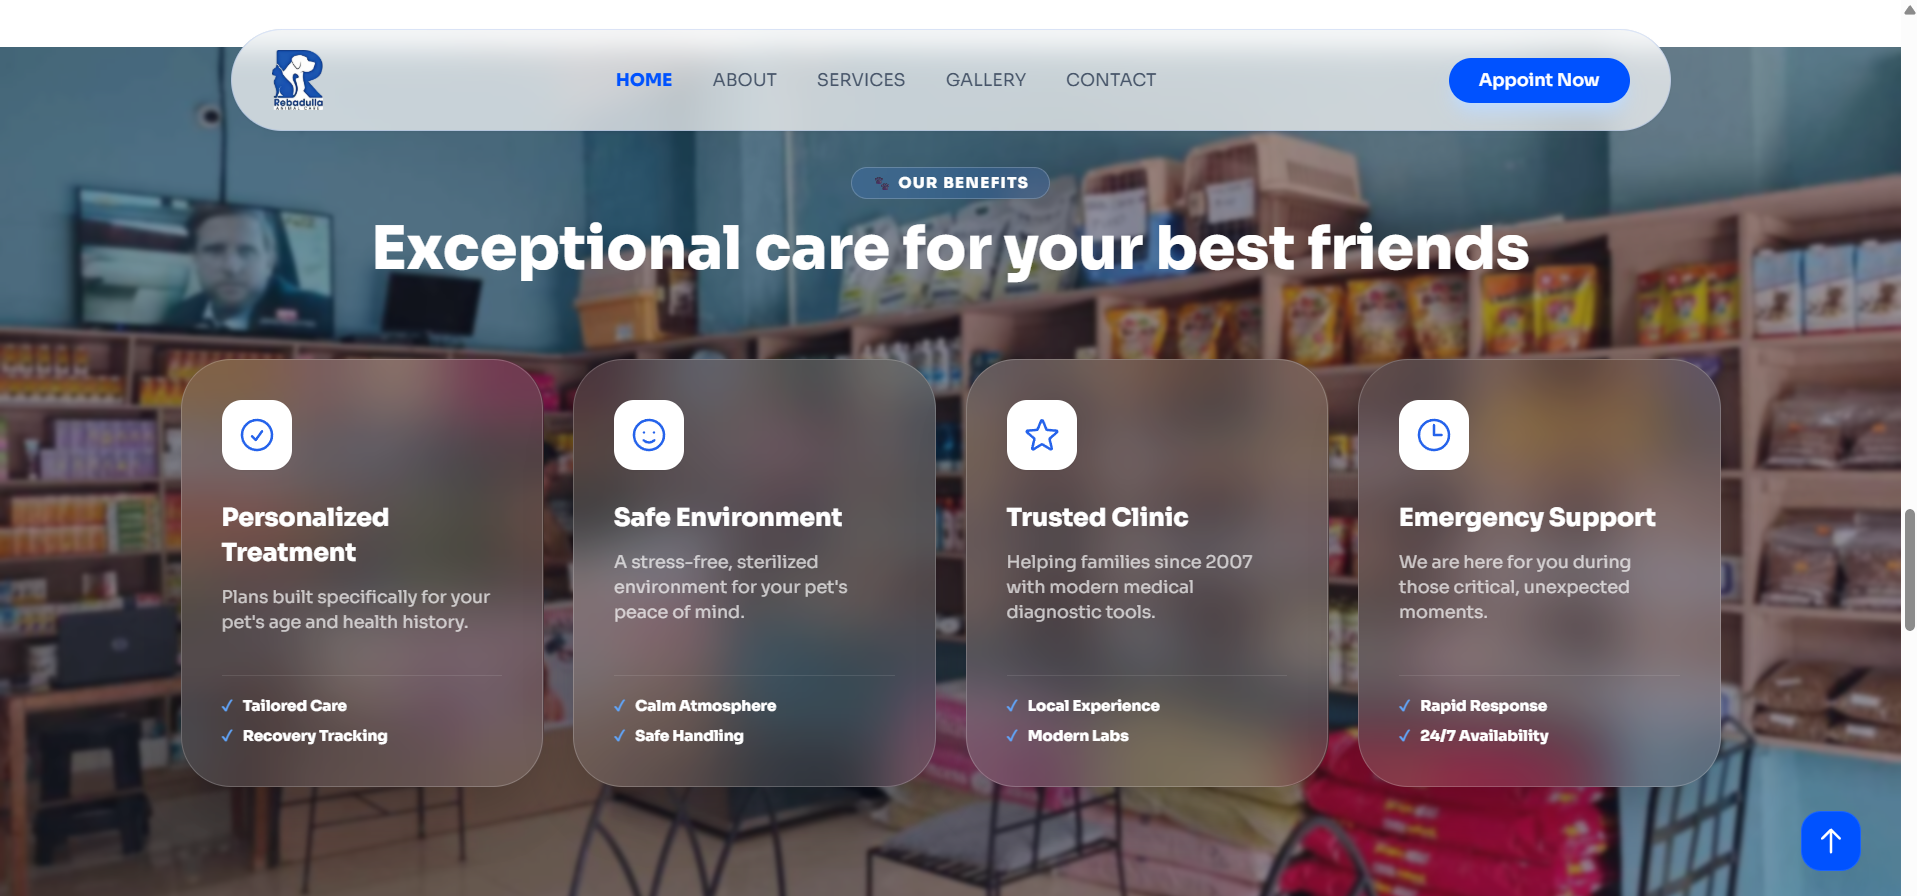 Rebadulla
ANIMAL CARE
HOME
ABOUT
SERVICES
GALLERY
CONTACT
Appoint Now
OUR BENEFITS
Exceptional care for your best friends
Personalized
Treatment
Plans built specifically for your
pet's age and health history.
✓ Tailored Care
✓ Recovery Tracking
Safe Environment
A stress-free, sterilized
environment for your pet's
peace of mind.
✓ Calm Atmosphere
✓ Safe Handling
Trusted Clinic
Helping families since 2007
with modern medical
diagnostic tools.
✓ Local Experience
✓ Modern Labs
Emergency Support
We are here for you during
those critical, unexpected
moments.
✓ Rapid Response
✓ 24/7 Availability